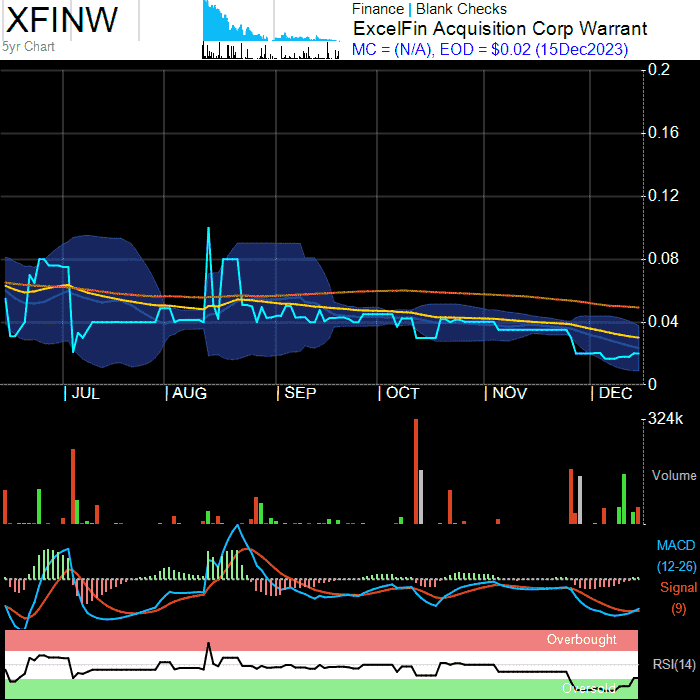 XFINW
5yr Chart
Finance | Blank Checks
ExcelFin Acquisition Corp Warrant
MC = (N/A), EOD = $0.02 (15Dec2023)
0.2
0.16
0.12
0.08
0.04
0
JUL
AUG
SEP
OCT
NOV
DEC
324k
Volume
MACD
(12-26)
Signal
(9)
Overbought
RSI(14)
Oversold